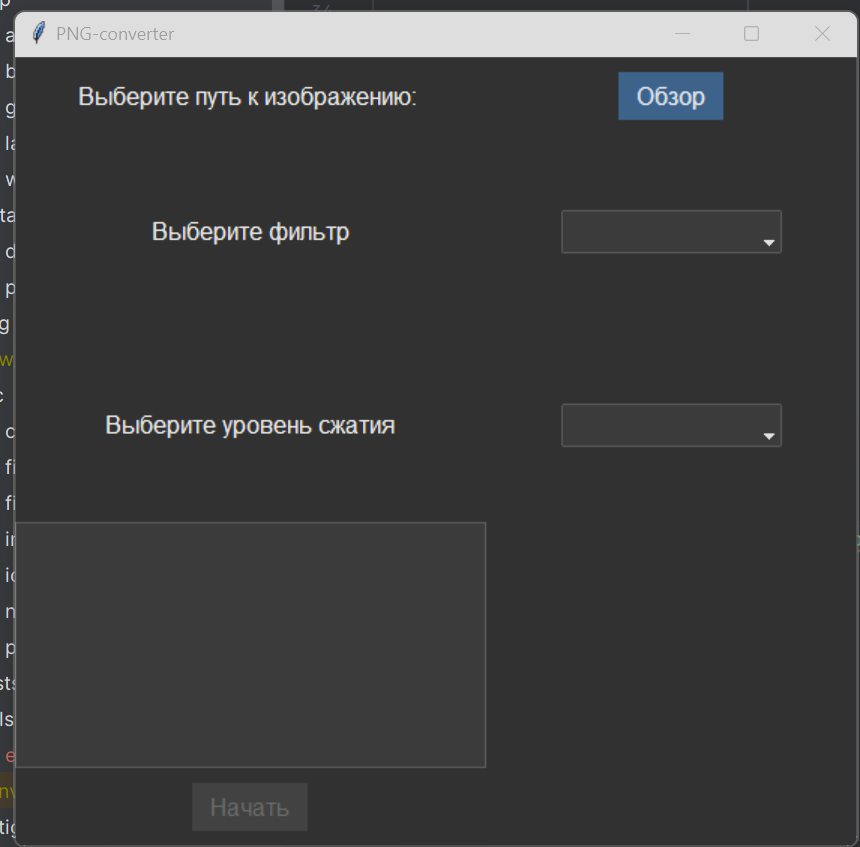 PNG-converter
Выберите путь к изображению:
Обзор
Выберите фильтр
Выберите уровень сжатия
Начать